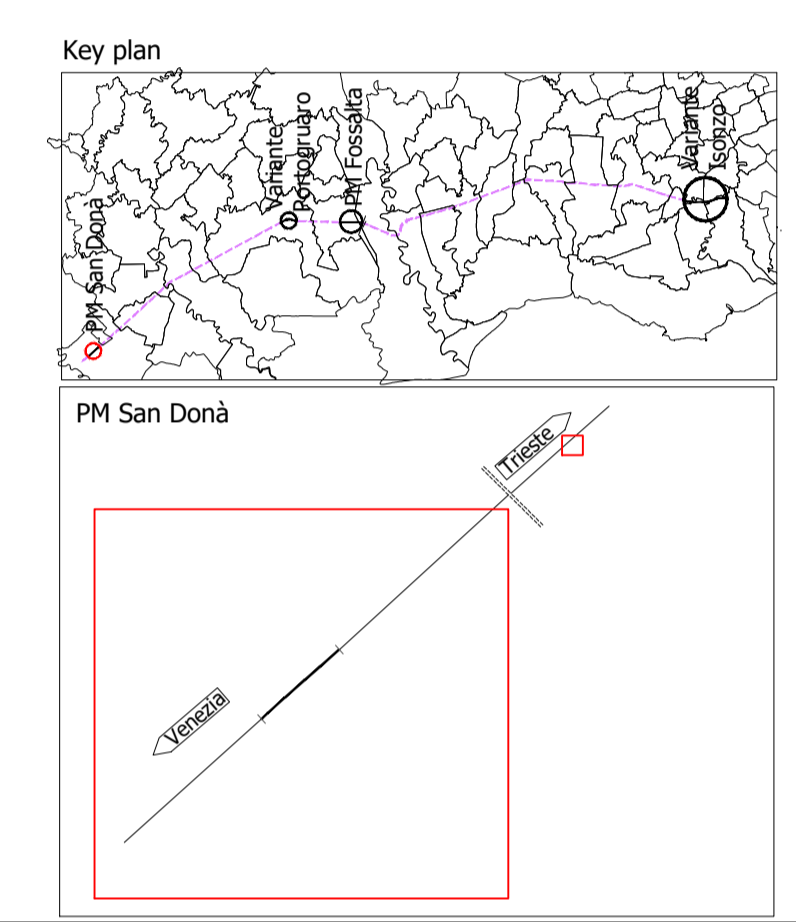 Key plan
PM San Donà
Variante
Portogruaro
PM Fossalta
Variante
Isonzo
PM San Donà
Trieste
Venezia